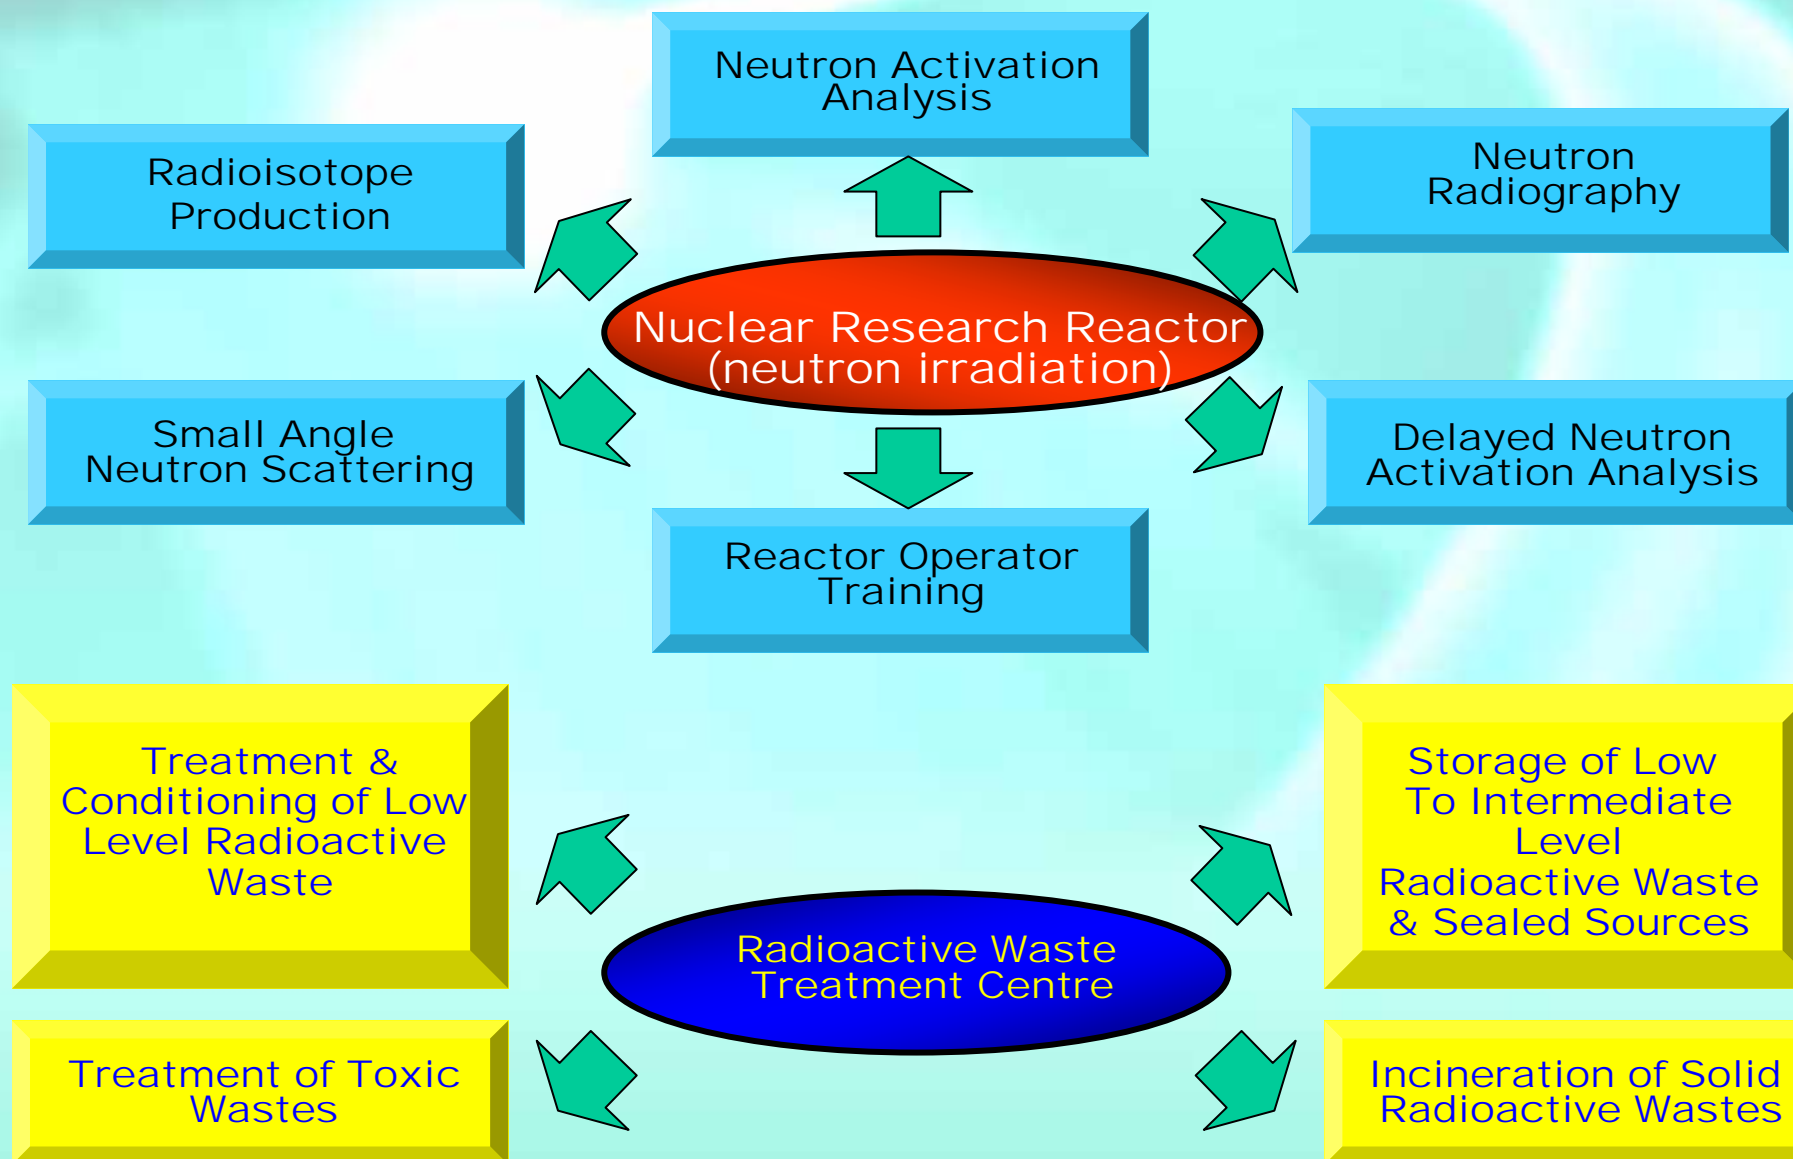 Neutron Activation
Analysis
Radioisotope
Production
Neutron
Radiography
Nuclear Research Reactor
(neutron irradiation)
Small Angle
Neutron Scattering
Delayed Neutron
Activation Analysis
Reactor Operator
Training
Treatment &
Conditioning of Low
Level Radioactive
Waste
Storage of Low
To Intermediate
Level
Radioactive Waste
& Sealed Sources
Radioactive Waste
Treatment Centre
Treatment of Toxic
Wastes
Incineration of Solid
Radioactive Wastes